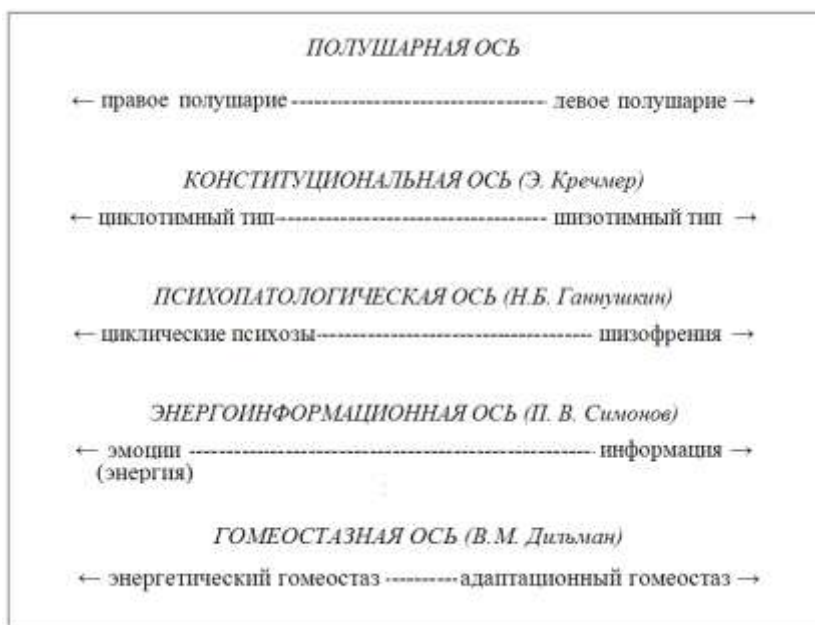 ПОЛУШАРНАЯ ОСЬ
← правое полушарие -------------------------------- левое полушарие →
КОНСТИТУЦИОНАЛЬНАЯ ОСЬ (Э. Кречмер)
← циклотимный тип---------------------------------- шизотимный тип →
ПСИХОПАТОЛОГИЧЕСКАЯ ОСЬ (Н.Б. Ганнушкин)
← циклические психозы---------------------------------- шизофрения →
ЭНЕРГОИНФОРМАЦИОННАЯ ОСЬ (П. В. Симонов)
← эмоции --------------------------------------------------- информация →
(энергия)
ГОМЕОСТАЗНАЯ ОСЬ (В.М. Дильман)
← энергетический гомеостаз ---------адаптационный гомеостаз →